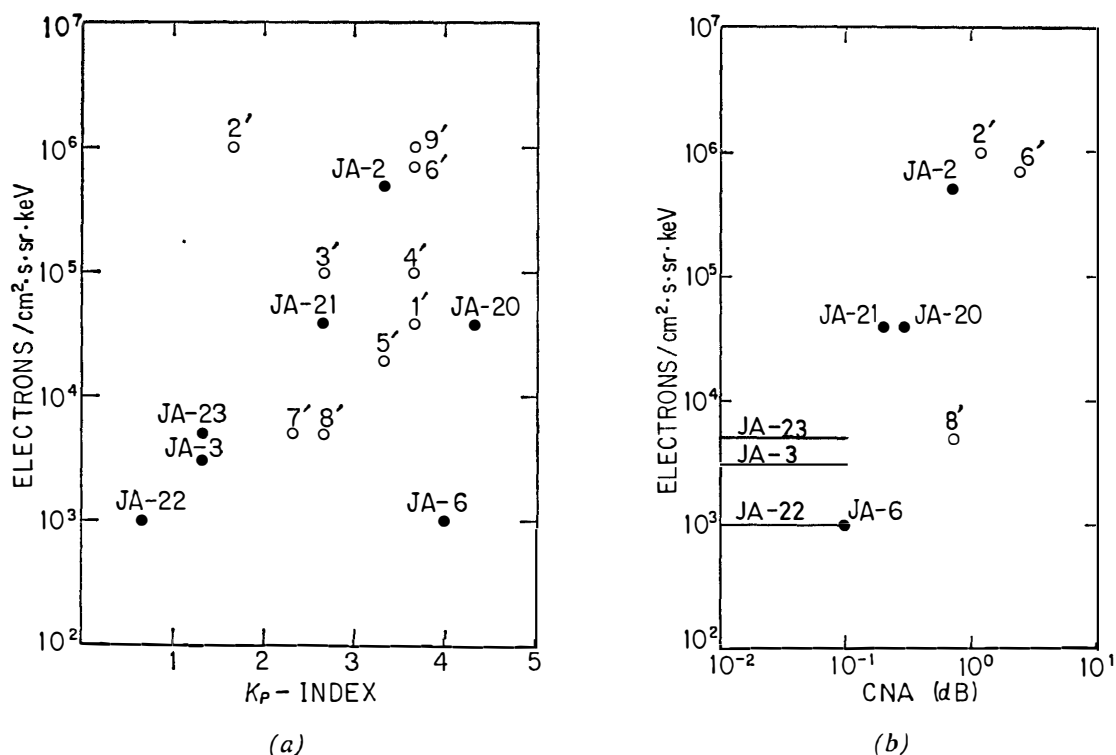 10⁷
10⁶
10⁵
10⁴
10³
10²
ELECTRONS/cm²·s·sr·keV
2′
9′
6′
JA-2
3′
4′
JA-21
1′
JA-20
5′
JA-23
7′
8′
JA-3
JA-22
JA-6
1
2
3
4
5
Kp-INDEX
(a)
10⁷
10⁶
10⁵
10⁴
10³
10²
ELECTRONS/cm²·s·sr·keV
2′
6′
JA-2
JA-21
JA-20
8′
JA-23
JA-3
JA-22
JA-6
10⁻²
10⁻¹
10⁰
10¹
CNA (dB)
(b)